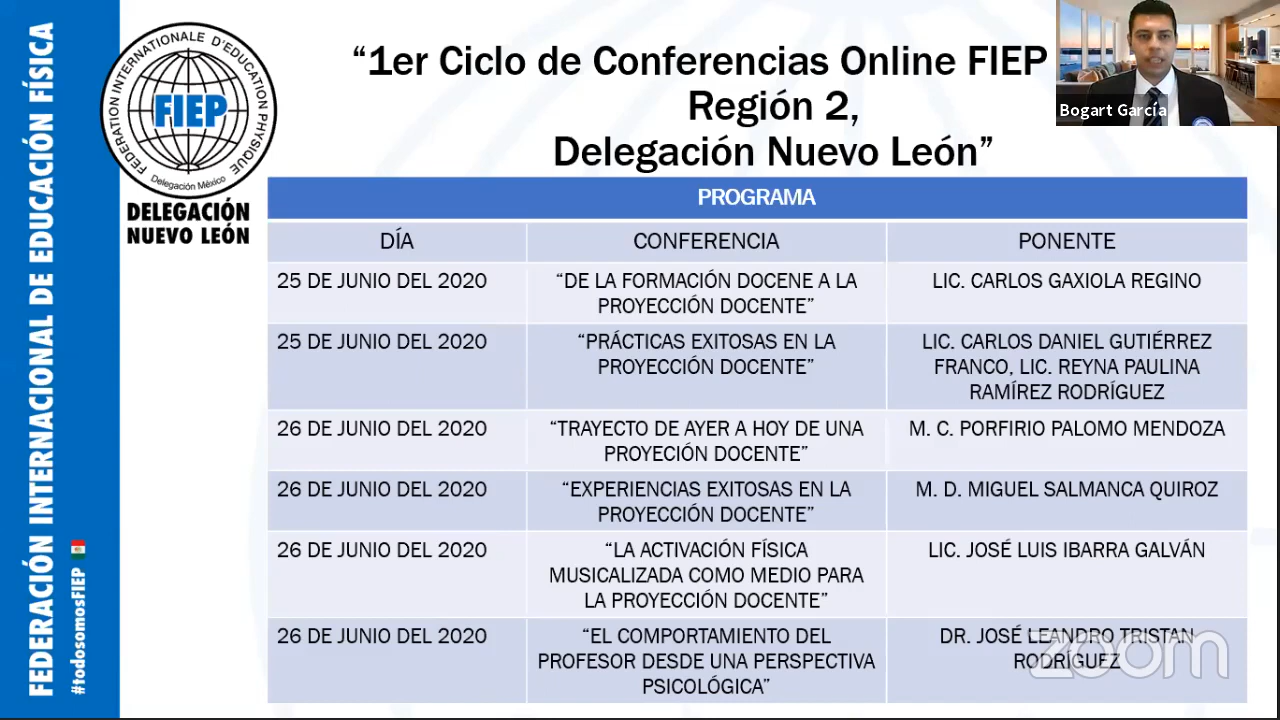 FEDERACIÓN INTERNACIONAL DE EDUCACIÓN FÍSICA
#todosomosFIEP
FEDERATION INTERNATIONALE D'EDUCATION PHYSIQUE
FIEP
Delegación México
DELEGACIÓN
NUEVO LEÓN
“1er Ciclo de Conferencias Online FIEP
Región 2,
Delegación Nuevo León”
Bogart García
PROGRAMA
DÍA
CONFERENCIA
PONENTE
25 DE JUNIO DEL 2020
“DE LA FORMACIÓN DOCENE A LA
PROYECCIÓN DOCENTE”
LIC. CARLOS GAXIOLA REGINO
25 DE JUNIO DEL 2020
“PRÁCTICAS EXITOSAS EN LA
PROYECCIÓN DOCENTE”
LIC. CARLOS DANIEL GUTIÉRREZ
FRANCO, LIC. REYNA PAULINA
RAMÍREZ RODRÍGUEZ
26 DE JUNIO DEL 2020
“TRAYECTO DE AYER A HOY DE UNA
PROYECIÓN DOCENTE”
M. C. PORFIRIO PALOMO MENDOZA
26 DE JUNIO DEL 2020
“EXPERIENCIAS EXITOSAS EN LA
PROYECCIÓN DOCENTE”
M. D. MIGUEL SALMANCA QUIROZ
26 DE JUNIO DEL 2020
“LA ACTIVACIÓN FÍSICA
MUSICALIZADA COMO MEDIO PARA
LA PROYECCIÓN DOCENTE”
LIC. JOSÉ LUIS IBARRA GALVÁN
26 DE JUNIO DEL 2020
“EL COMPORTAMIENTO DEL
PROFESOR DESDE UNA PERSPECTIVA
PSICOLÓGICA”
DR. JOSÉ LEANDRO TRISTAN
RODRÍGUEZ
zoom